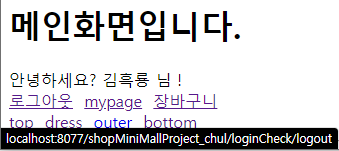 메인화면입니다.
안녕하세요? 김흑룡 님 !
로그아웃 mypage 장바구니
top dress outer bottom
localhost:8077/shopMiniMallProject_chul/loginCheck/logout